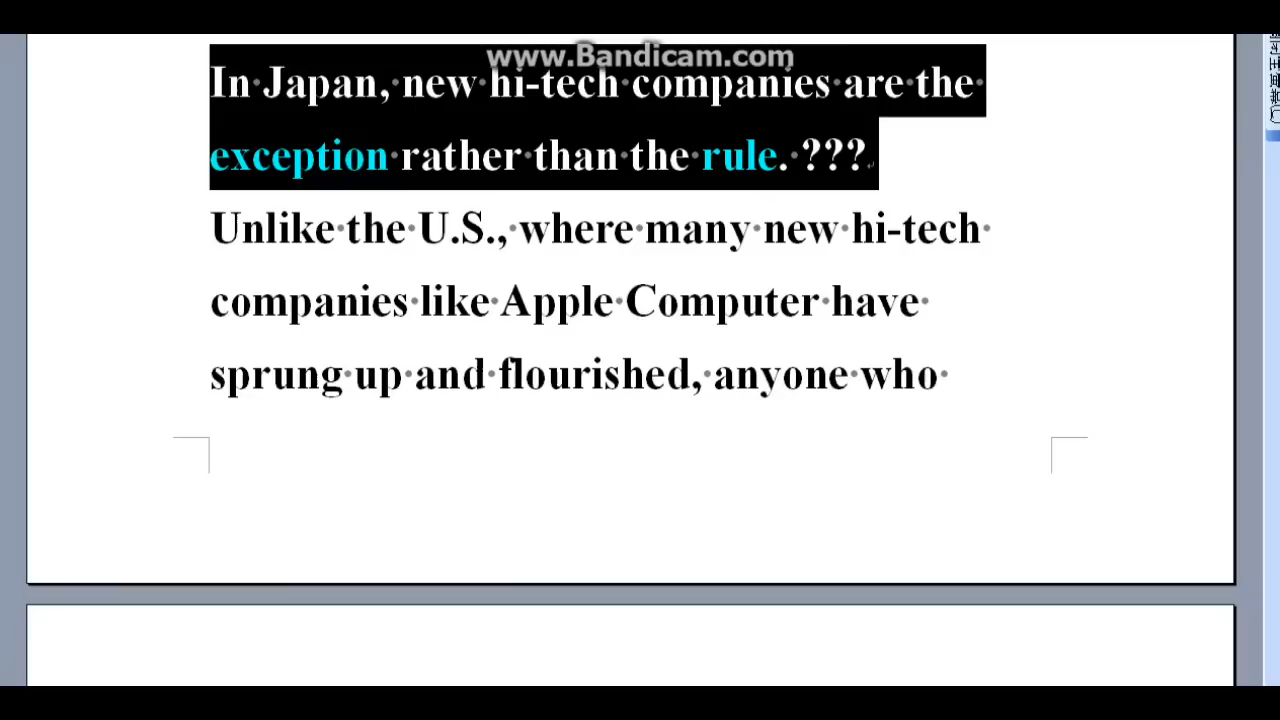 www.Bandicam.com
In Japan, new hi-tech companies are the
exception rather than the rule. ???
Unlike the U.S., where many new hi-tech
companies like Apple Computer have
sprung up and flourished, anyone who